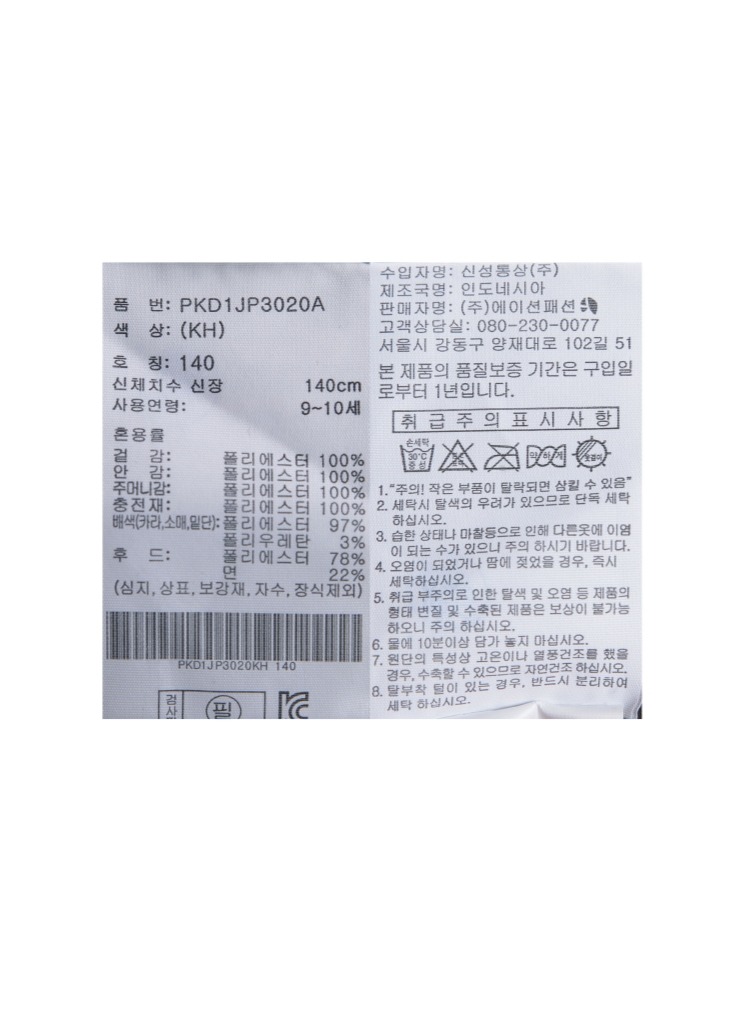 품 번: PKD1JP3020A
색 상: (KH)
호 칭: 140
신체치수 신장 140cm
사용연령: 9~10세
혼용률
겉 감: 폴리에스터 100%
안 감: 폴리에스터 100%
주머니감: 폴리에스터 100%
충전재: 폴리에스터 100%
배색(카라,소매,밑단): 폴리에스터 97%
폴리우레탄 3%
후 드: 폴리에스터 78%
면 22%
(심지, 상표, 보강재, 자수, 장식제외)
PKD1JP3020KH 140
검사
필
수입자명: 신성통상(주)
제조국명: 인도네시아
판매자명: (주)에이션패션
고객상담실: 080-230-0077
서울시 강동구 양재대로 102길 51
본 제품의 품질보증 기간은 구입일
로부터 1년입니다.
취급주의표시사항
손세탁
30℃
중성
약하게
옷걸이
1. "주의! 작은 부품이 탈락되면 삼킬 수 있음"
2. 세탁시 탈색의 우려가 있으므로 단독 세탁
하십시오.
3. 습한 상태나 마찰등으로 인해 다른옷에 이염
이 되는 수가 있으니 주의 하시기 바랍니다.
4. 오염이 되었거나 땀에 젖었을 경우, 즉시
세탁하십시오.
5. 취급 부주의로 인한 탈색 및 오염 등 제품의
형태 변질 및 수축된 제품은 보상이 불가능
하오니 주의 하십시오.
6. 물에 10분이상 담가 놓지 마십시오.
7. 원단의 특성상 고온이나 열풍건조를 했을
경우, 수축할 수 있으므로 자연건조 하십시오.
8. 탈부착 털이 있는 경우, 반드시 분리하여
세탁 하십시오.